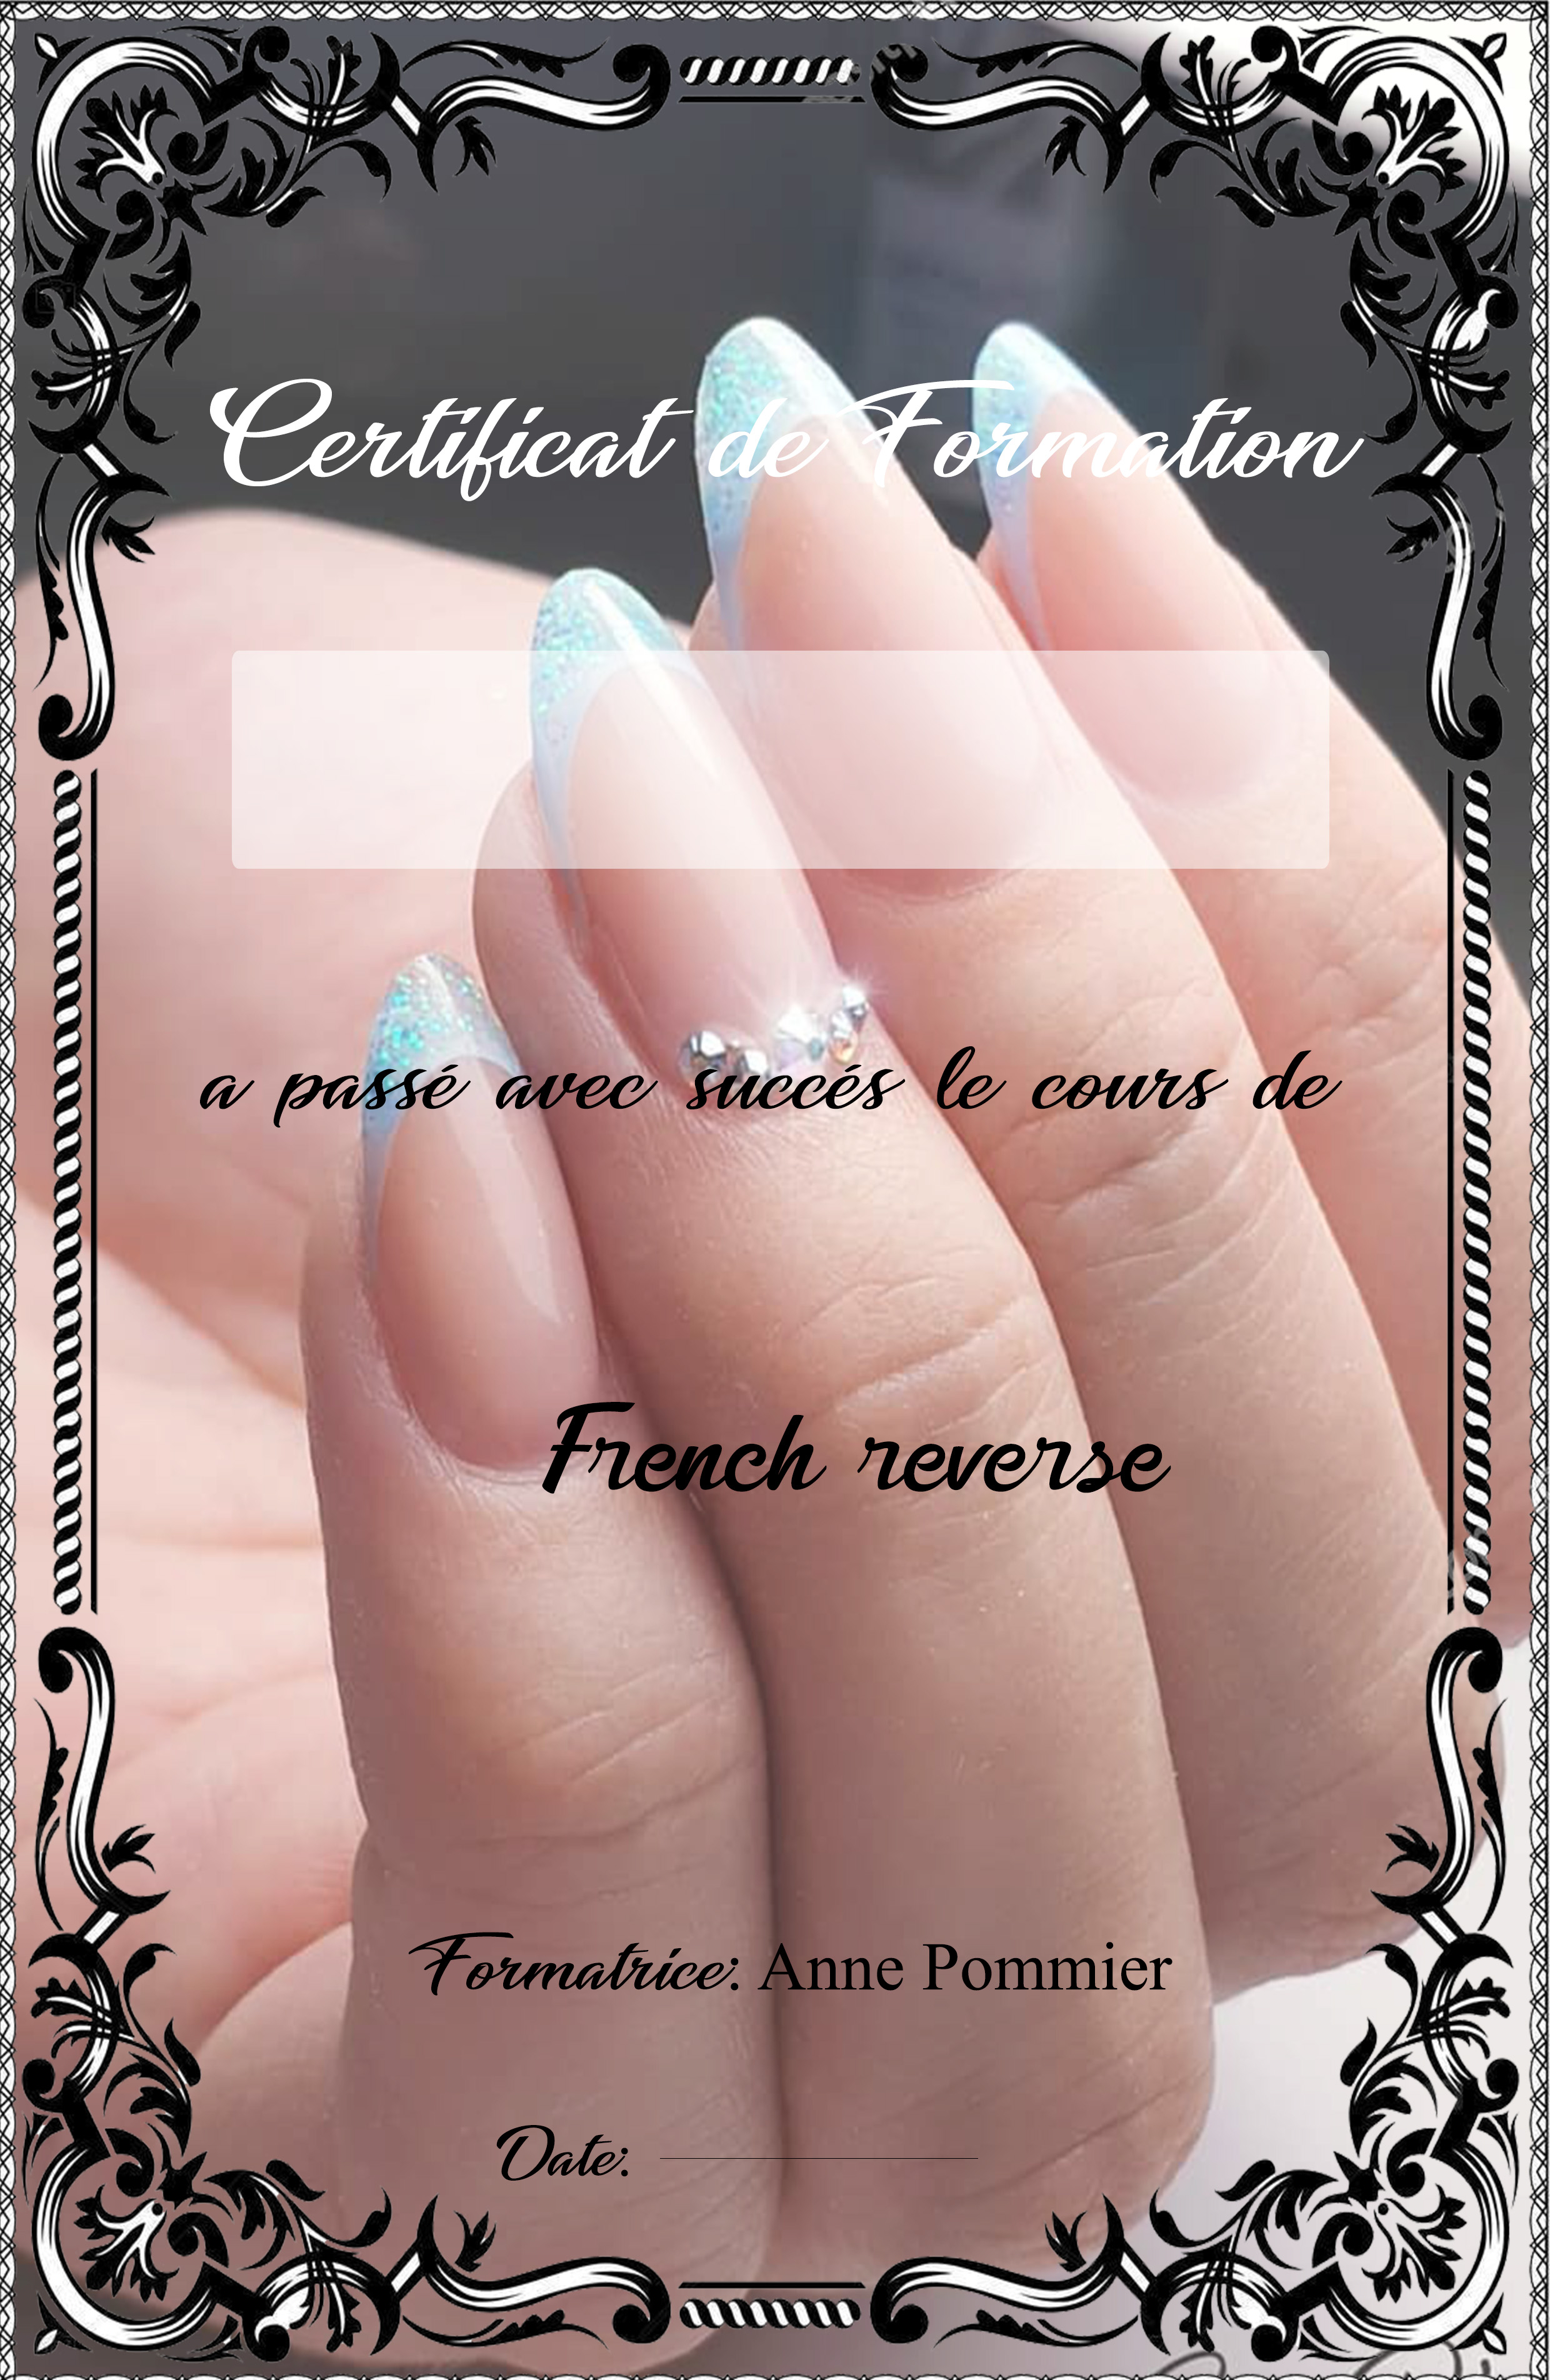 Certificat de Formation
a passé avec succés le cours de
French reverse
Formatrice: Anne Pommier
Date: